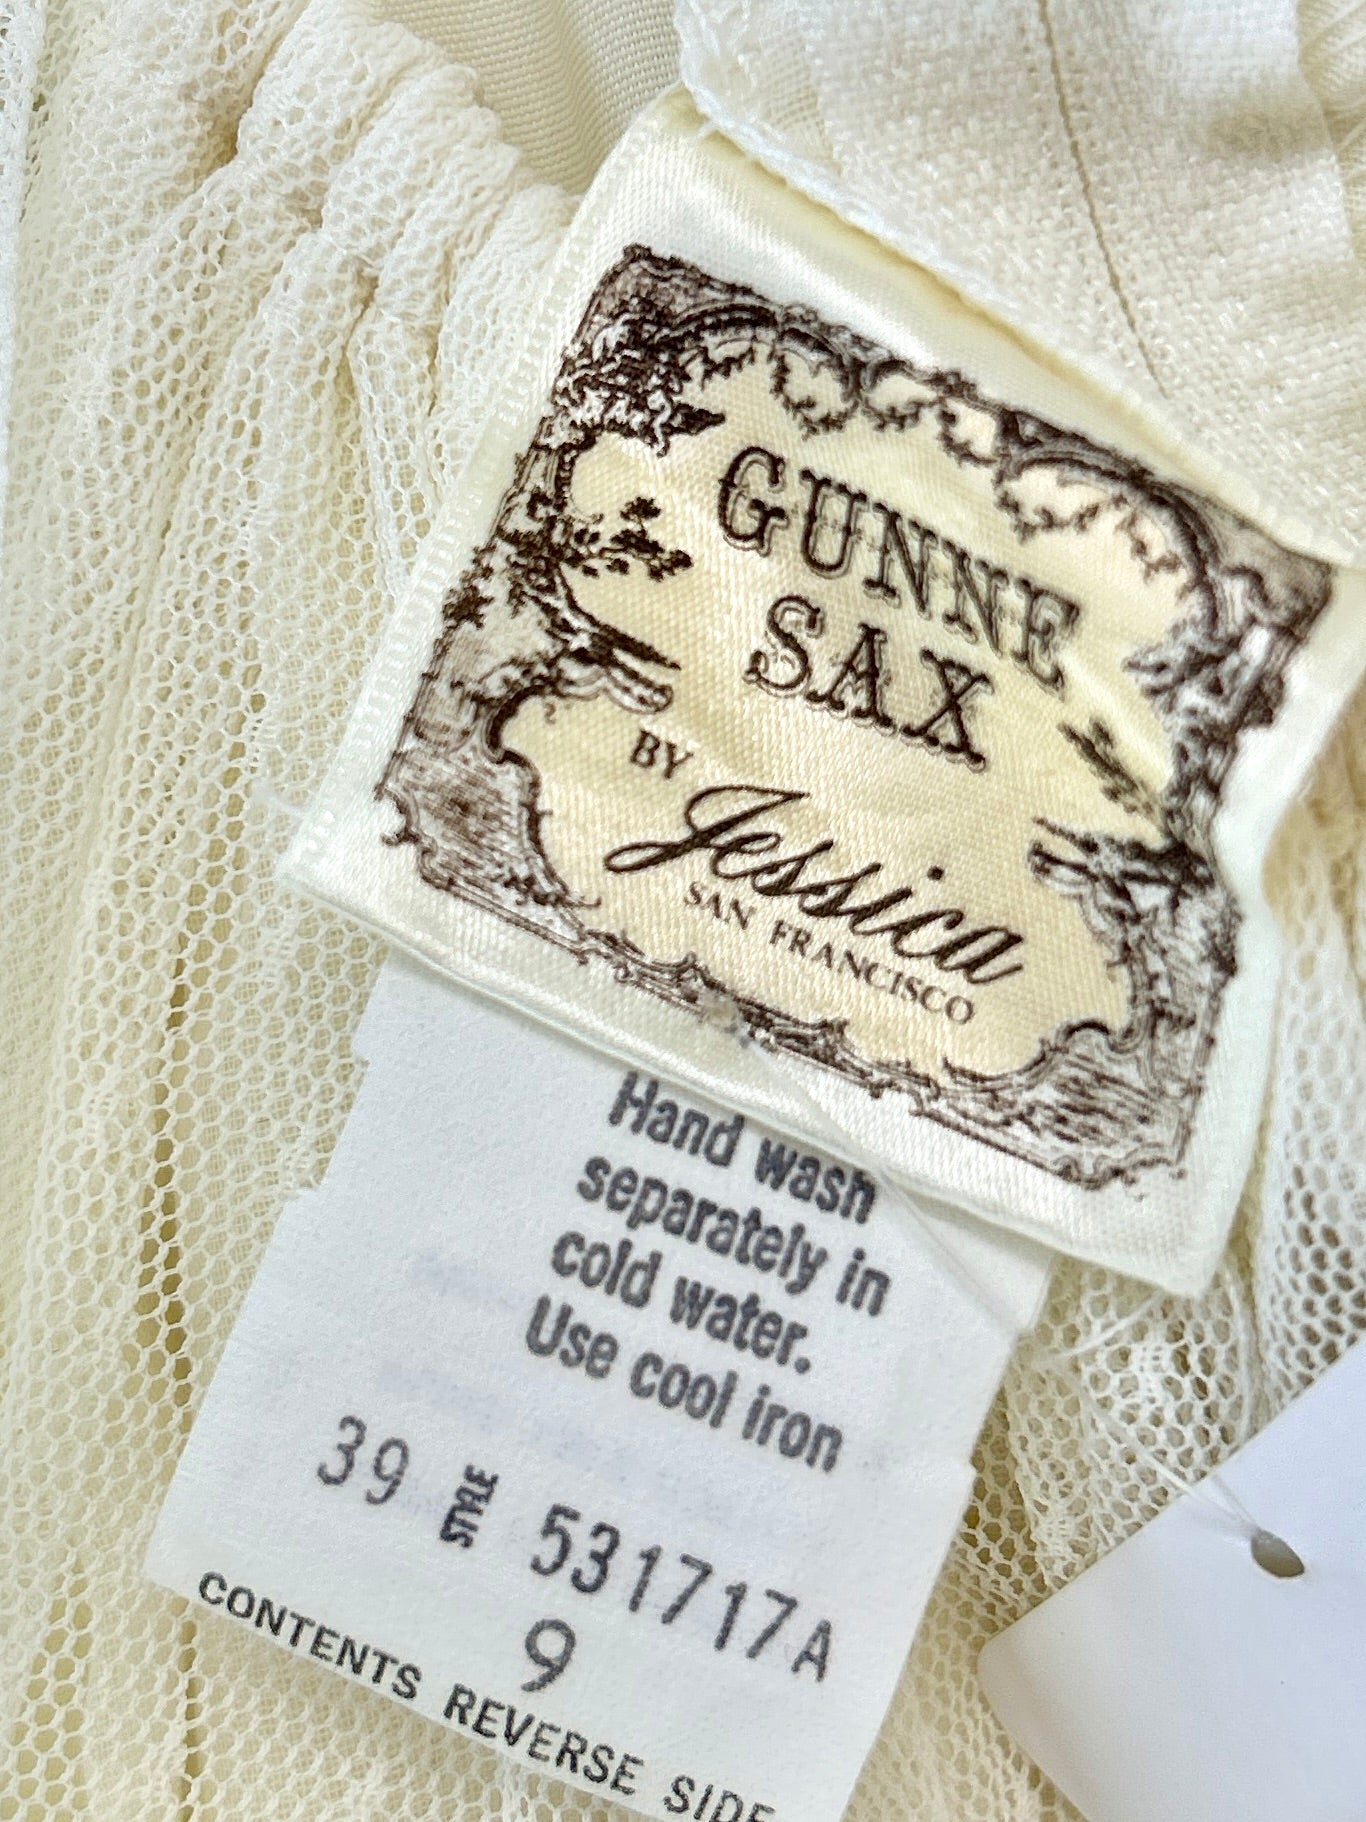 GUNNE
SAX
BY Jessica
SAN FRANCISCO
Hand wash
separately in
cold water.
Use cool iron
39 STYLE 531717A
9
CONTENTS REVERSE SIDE